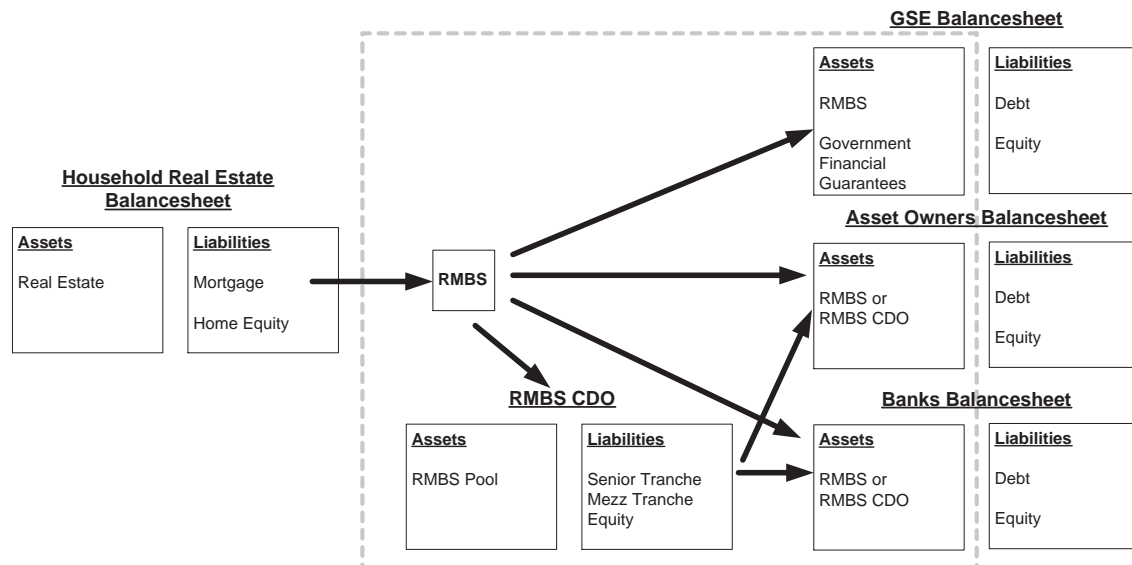 GSE Balancesheet
Assets
RMBS
Government
Financial
Guarantees
Liabilities
Debt
Equity
Household Real Estate
Balancesheet
Assets
Real Estate
Liabilities
Mortgage
Home Equity
RMBS
Asset Owners Balancesheet
Assets
RMBS or
RMBS CDO
Liabilities
Debt
Equity
RMBS CDO
Assets
RMBS Pool
Liabilities
Senior Tranche
Mezz Tranche
Equity
Banks Balancesheet
Assets
RMBS or
RMBS CDO
Liabilities
Debt
Equity